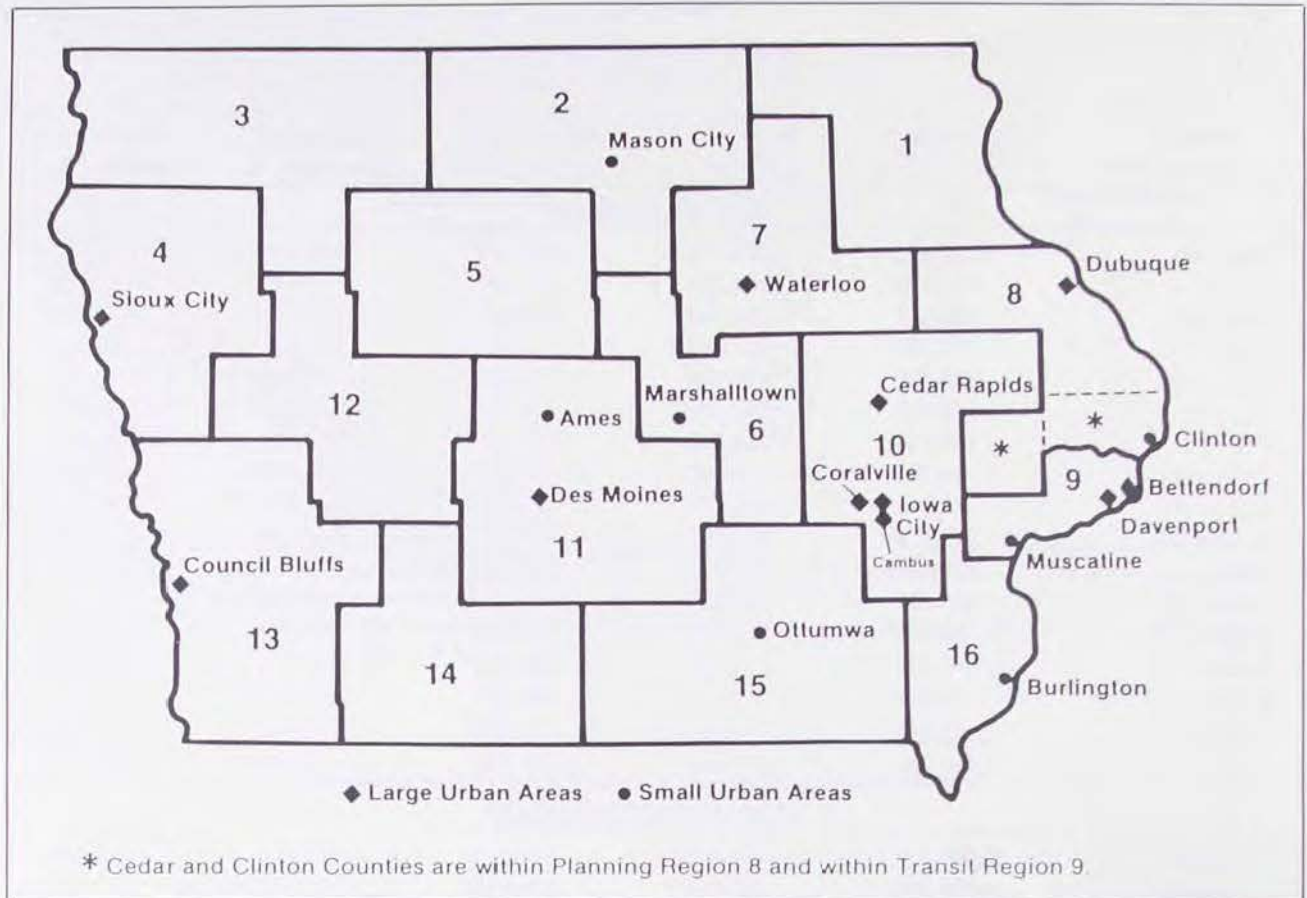 3
2
Mason City
1
4
Sioux City
5
7
Waterloo
8
Dubuque
12
Ames
Marshalltown
6
Cedar Rapids
10
*
*
Clinton
Coralville
Iowa
City
Cambus
9
Bettendorf
Davenport
Muscatine
Des Moines
11
Council Bluffs
13
14
Ottumwa
15
16
Burlington
◆ Large Urban Areas ● Small Urban Areas
* Cedar and Clinton Counties are within Planning Region 8 and within Transit Region 9.